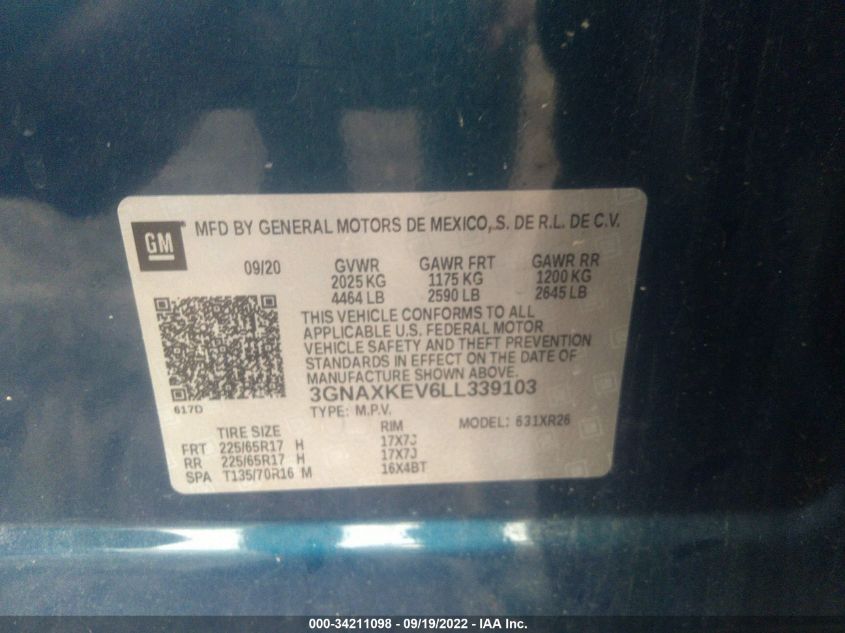 GM
MFD BY GENERAL MOTORS DE MEXICO, S. DE R.L. DE C.V.
09/20 GVWR GAWR FRT GAWR RR
2025 KG 1175 KG 1200 KG
4464 LB 2590 LB 2645 LB
THIS VEHICLE CONFORMS TO ALL
APPLICABLE U.S. FEDERAL MOTOR
VEHICLE SAFETY AND THEFT PREVENTION
STANDARDS IN EFFECT ON THE DATE OF
MANUFACTURE SHOWN ABOVE.
3GNAXKEV6LL339103
617D TYPE: M.P.V. MODEL: 631XR26
TIRE SIZE RIM
FRT 225/65R17 H 17X7J
RR 225/65R17 H 17X7J
SPA T135/70R16 M 16X4BT
000-34211098 - 09/19/2022 - IAA Inc.